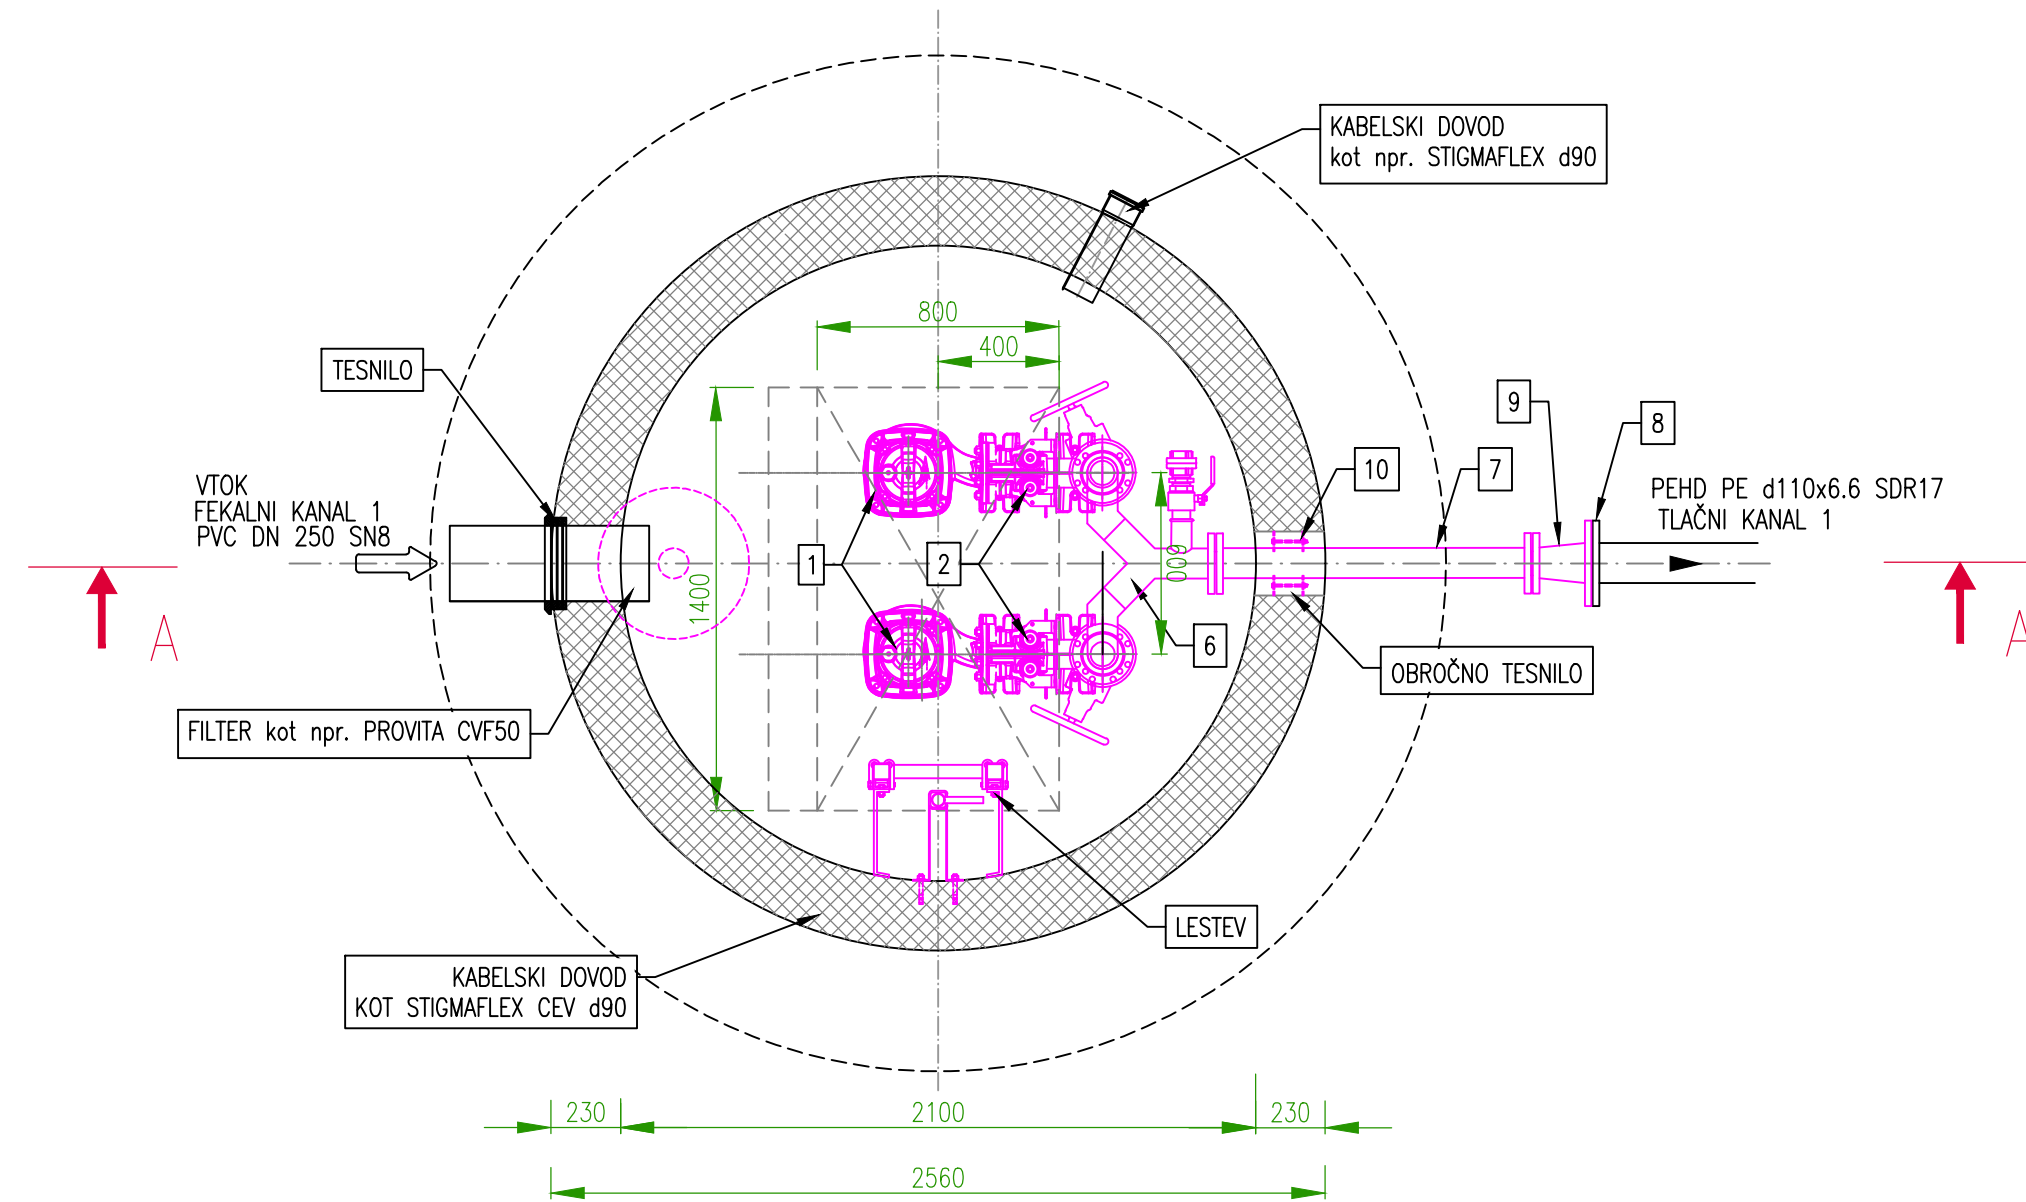 KABELSKI DOVOD
kot npr. STIGMAFLEX d90
800
400
TESNILO
9
8
10
7
VTOK
FEKALNI KANAL 1
PVC DN 250 SN8
PEHD PE d110x6.6 SDR17
TLAČNI KANAL 1
1
2
600
1400
A
6
A
OBROČNO TESNILO
FILTER kot npr. PROVITA CVF50
LESTEV
KABELSKI DOVOD
KOT STIGMAFLEX CEV d90
230
2100
230
2560